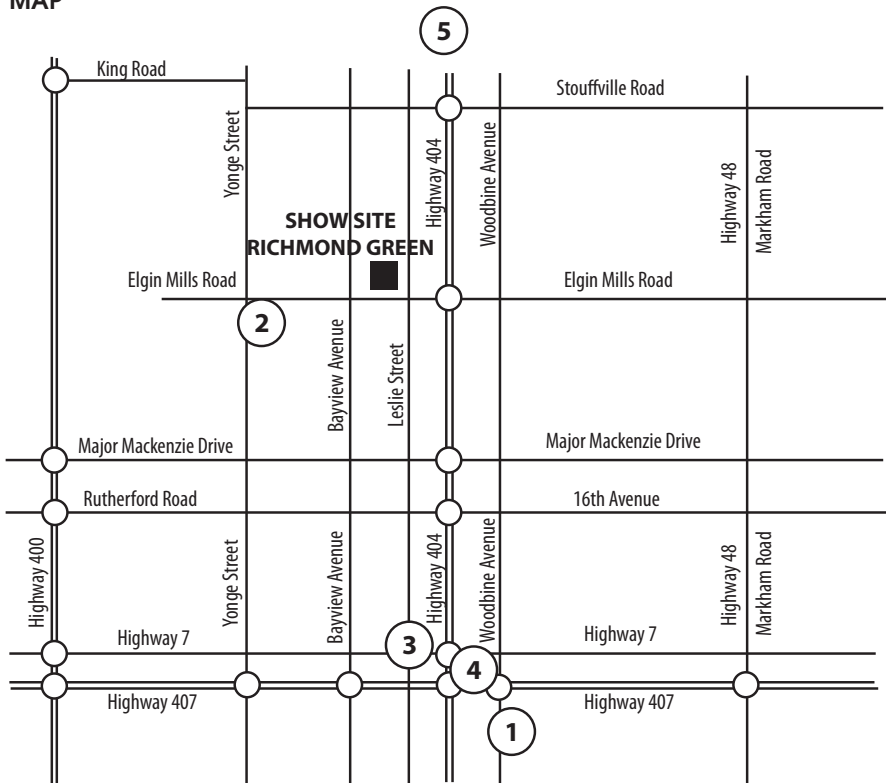 MAP
5
King Road
Stouffville Road
Yonge Street
Highway 404
Woodbine Avenue
Highway 48
Markham Road
SHOW SITE
RICHMOND GREEN
Elgin Mills Road
Elgin Mills Road
2
Bayview Avenue
Leslie Street
Major Mackenzie Drive
Major Mackenzie Drive
Rutherford Road
16th Avenue
Highway 400
Yonge Street
Bayview Avenue
Highway 404
Woodbine Avenue
Highway 48
Markham Road
Highway 7
3
Highway 7
4
Highway 407
Highway 407
1